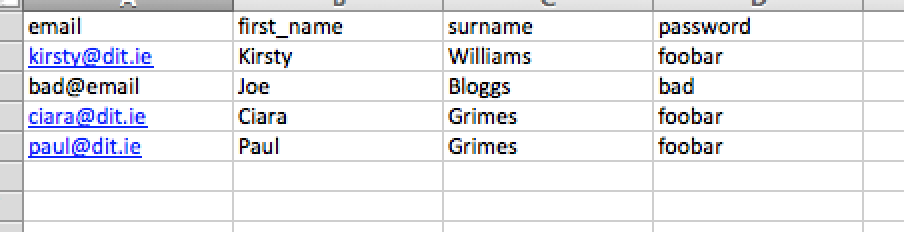 email first_name surname password
kirsty@dit.ie Kirsty Williams foobar
bad@email Joe Bloggs bad
ciara@dit.ie Ciara Grimes foobar
paul@dit.ie Paul Grimes foobar